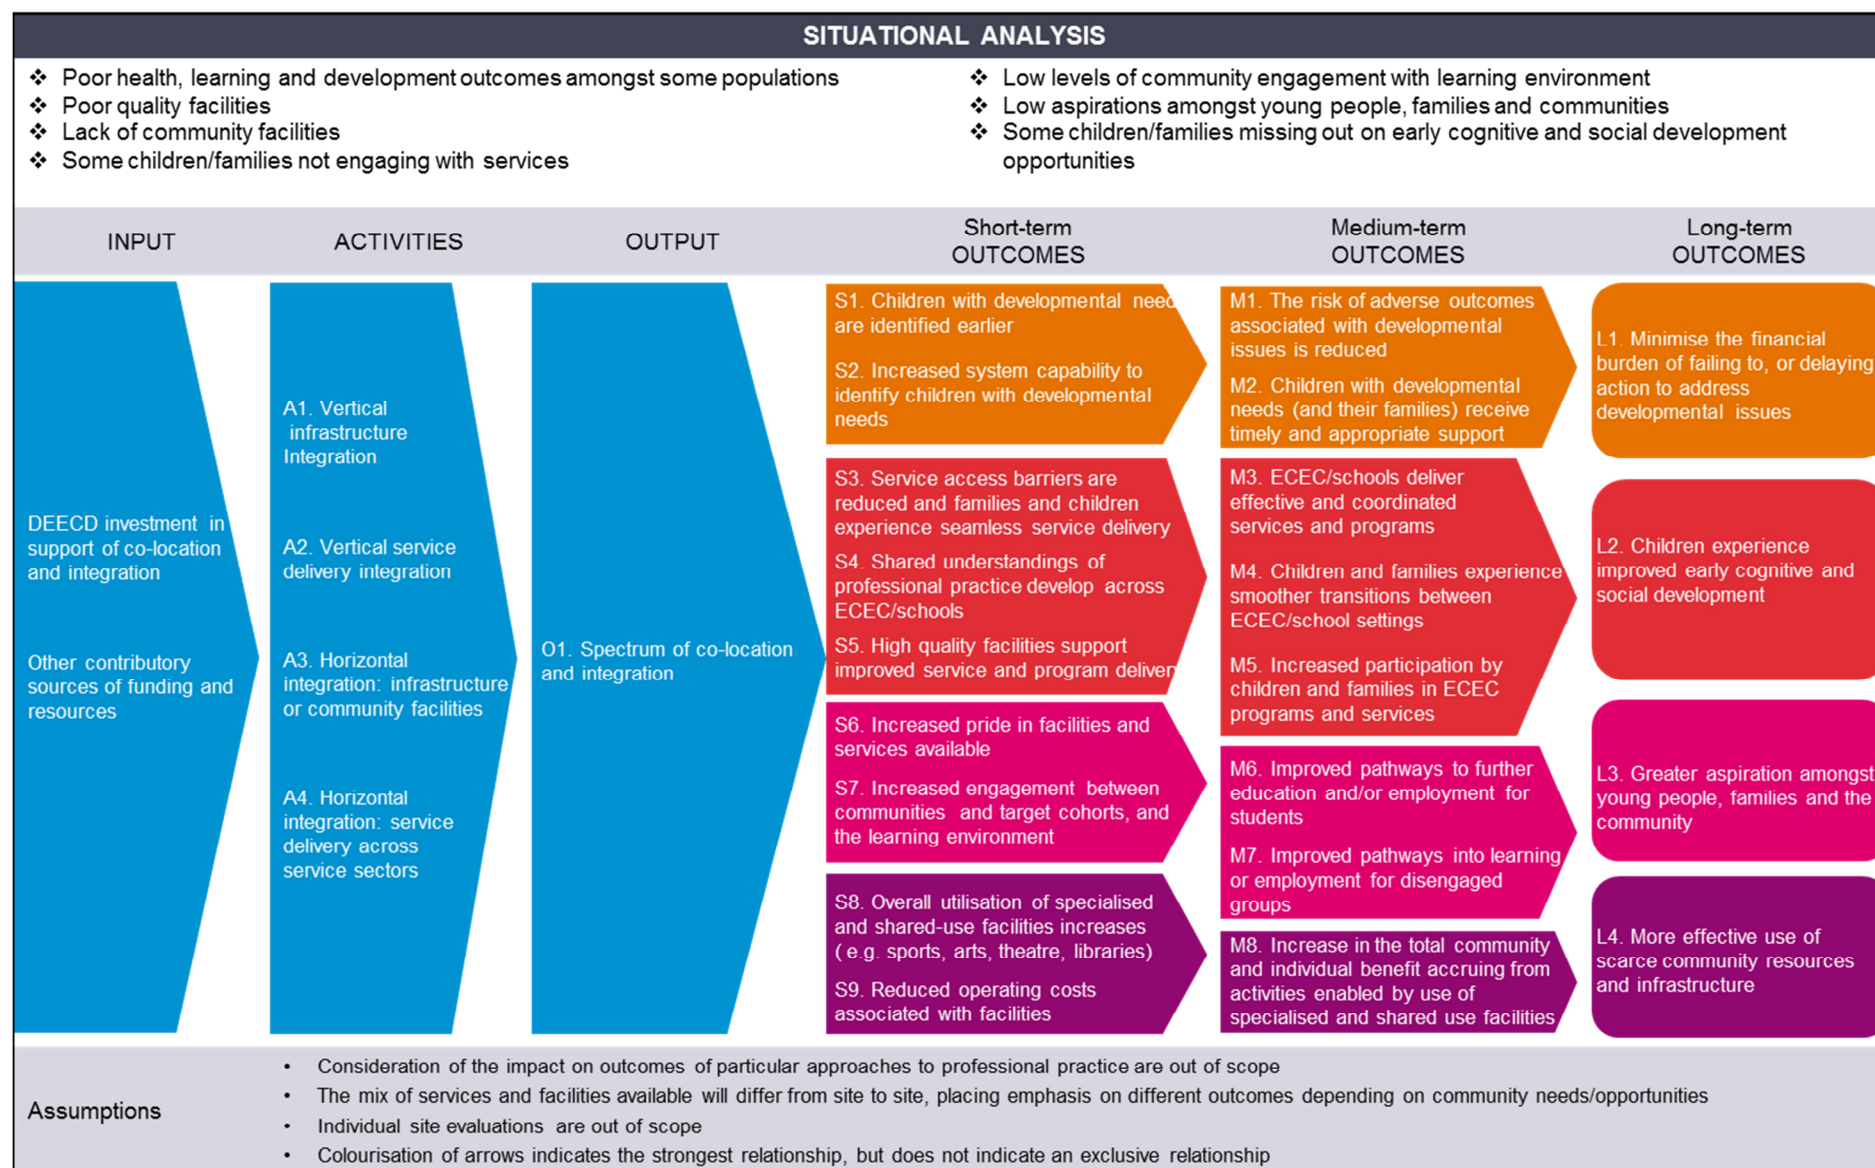 SITUATIONAL ANALYSIS
❖ Poor health, learning and development outcomes amongst some populations
❖ Poor quality facilities
❖ Lack of community facilities
❖ Some children/families not engaging with services
❖ Low levels of community engagement with learning environment
❖ Low aspirations amongst young people, families and communities
❖ Some children/families missing out on early cognitive and social development
opportunities
INPUT
ACTIVITIES
OUTPUT
Short-term
OUTCOMES
Medium-term
OUTCOMES
Long-term
OUTCOMES
DEECD investment in
support of co-location
and integration
Other contributory
sources of funding and
resources
A1. Vertical
infrastructure
Integration
A2. Vertical service
delivery integration
A3. Horizontal
integration: infrastructure
or community facilities
A4. Horizontal
integration: service
delivery across
service sectors
O1. Spectrum of co-location
and integration
S1. Children with developmental need
are identified earlier
S2. Increased system capability to
identify children with developmental
needs
S3. Service access barriers are
reduced and families and children
experience seamless service delivery
S4. Shared understandings of
professional practice develop across
ECEC/schools
S5. High quality facilities support
improved service and program deliver
S6. Increased pride in facilities and
services available
S7. Increased engagement between
communities and target cohorts, and
the learning environment
S8. Overall utilisation of specialised
and shared-use facilities increases
( e.g. sports, arts, theatre, libraries)
S9. Reduced operating costs
associated with facilities
M1. The risk of adverse outcomes
associated with developmental
issues is reduced
M2. Children with developmental
needs (and their families) receive
timely and appropriate support
M3. ECEC/schools deliver
effective and coordinated
services and programs
M4. Children and families experience
smoother transitions between
ECEC/school settings
M5. Increased participation by
children and families in ECEC
programs and services
M6. Improved pathways to further
education and/or employment for
students
M7. Improved pathways into learning
or employment for disengaged
groups
M8. Increase in the total community
and individual benefit accruing from
activities enabled by use of
specialised and shared use facilities
L1. Minimise the financial
burden of failing to, or delaying
action to address
developmental issues
L2. Children experience
improved early cognitive and
social development
L3. Greater aspiration amongst
young people, families and the
community
L4. More effective use of
scarce community resources
and infrastructure
Assumptions
• Consideration of the impact on outcomes of particular approaches to professional practice are out of scope
• The mix of services and facilities available will differ from site to site, placing emphasis on different outcomes depending on community needs/opportunities
• Individual site evaluations are out of scope
• Colourisation of arrows indicates the strongest relationship, but does not indicate an exclusive relationship